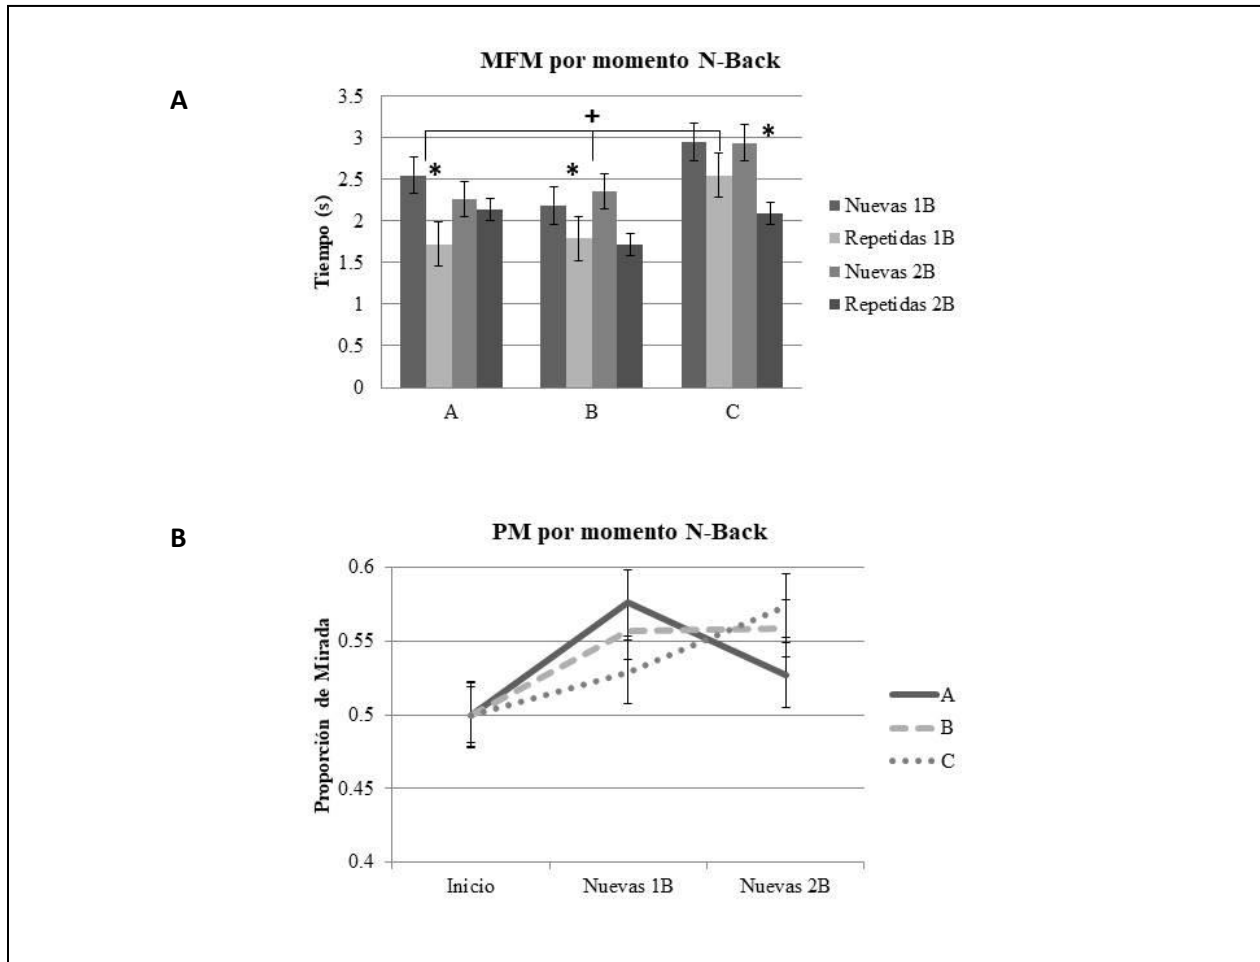 A
MFM por momento N-Back
Tiempo (s)
3.5
3
2.5
2
1.5
1
0.5
0
+
*
*
*
A
B
C
Nuevas 1B
Repetidas 1B
Nuevas 2B
Repetidas 2B
B
PM por momento N-Back
Proporción de Mirada
0.6
0.55
0.5
0.45
0.4
Inicio
Nuevas 1B
Nuevas 2B
A
B
C